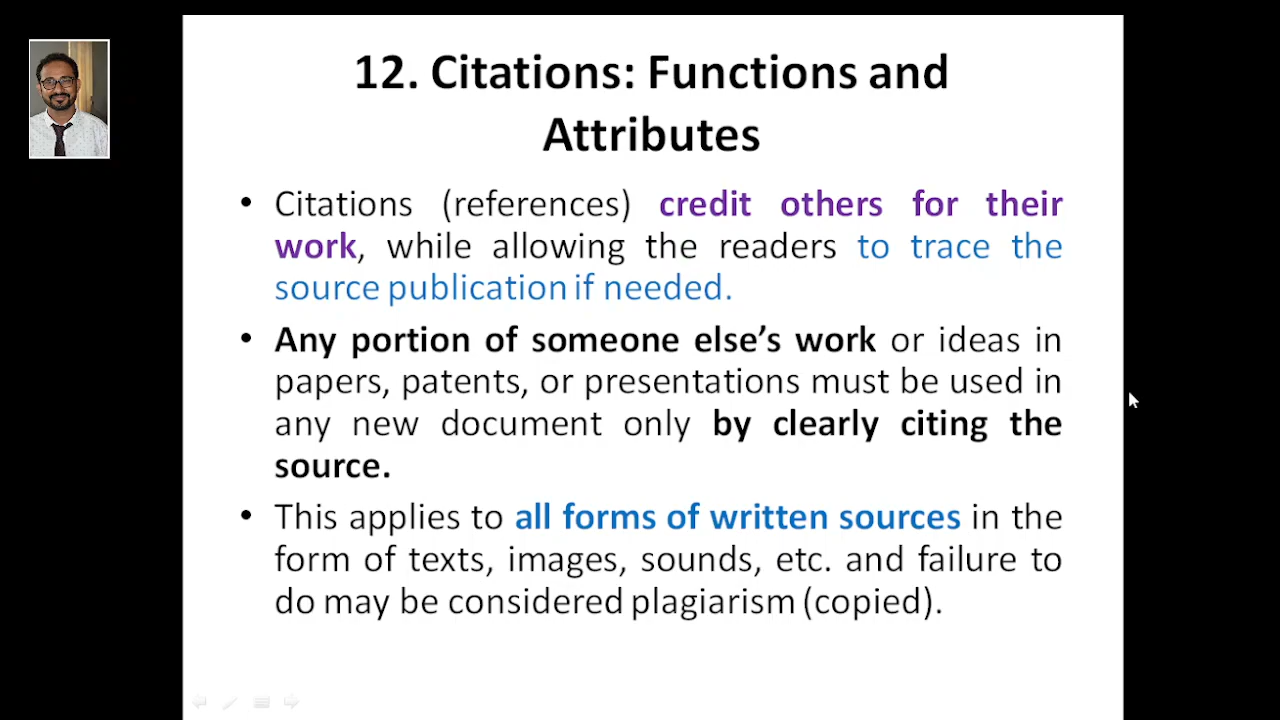 12. Citations: Functions and
Attributes
• Citations (references) credit others for their
work, while allowing the readers to trace the
source publication if needed.
• Any portion of someone else’s work or ideas in
papers, patents, or presentations must be used in
any new document only by clearly citing the
source.
• This applies to all forms of written sources in the
form of texts, images, sounds, etc. and failure to
do may be considered plagiarism (copied).